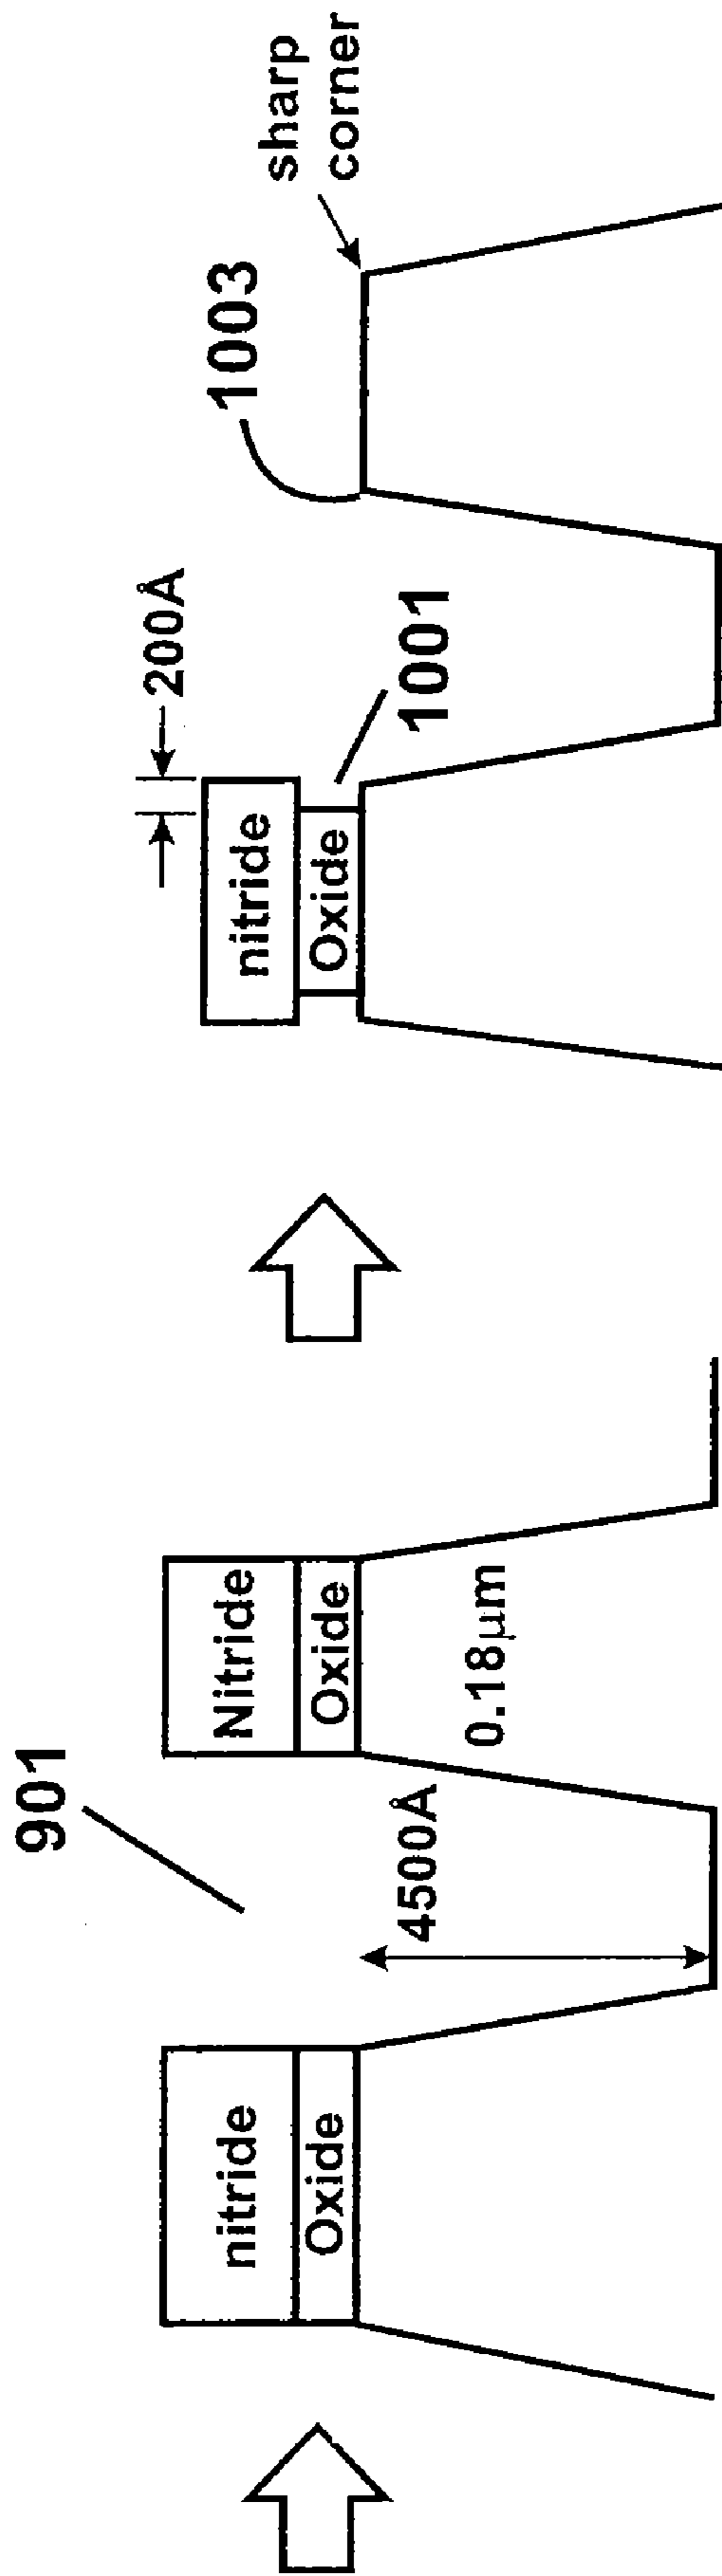 901
nitride
Oxide
4500Å
Nitride
Oxide
0.18μm
200Å
nitride
Oxide
1001
1003
sharp
corner